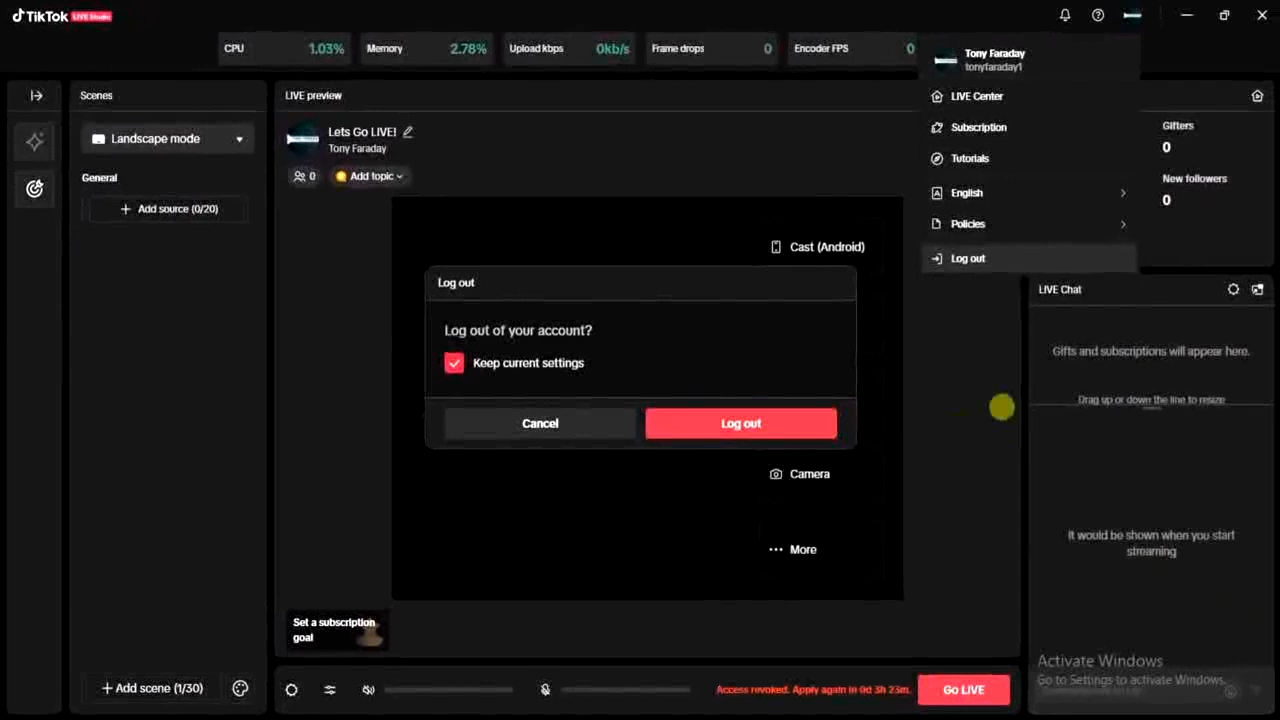 TikTok LIVE Studio
CPU 1.03%
Memory 2.78%
Upload kbps 0kb/s
Frame drops 0
Encoder FPS 0
Tony Faraday
tonyfaraday1
LIVE Center
Subscription
Tutorials
English
Policies
Log out
Scenes
Landscape mode
General
Add source (0/20)
Add scene (1/30)
LIVE preview
Lets Go LIVE!
Tony Faraday
0
Add topic
Cast (Android)
Camera
More
Log out
Log out of your account?
Keep current settings
Cancel
Log out
Set a subscription
goal
Access revoked. Apply again in 0d 3h 23m.
Go LIVE
Gifters
0
New followers
0
LIVE Chat
Gifts and subscriptions will appear here.
Drag up or down the line to resize
It would be shown when you start
streaming
Activate Windows
Go to Settings to activate Windows.